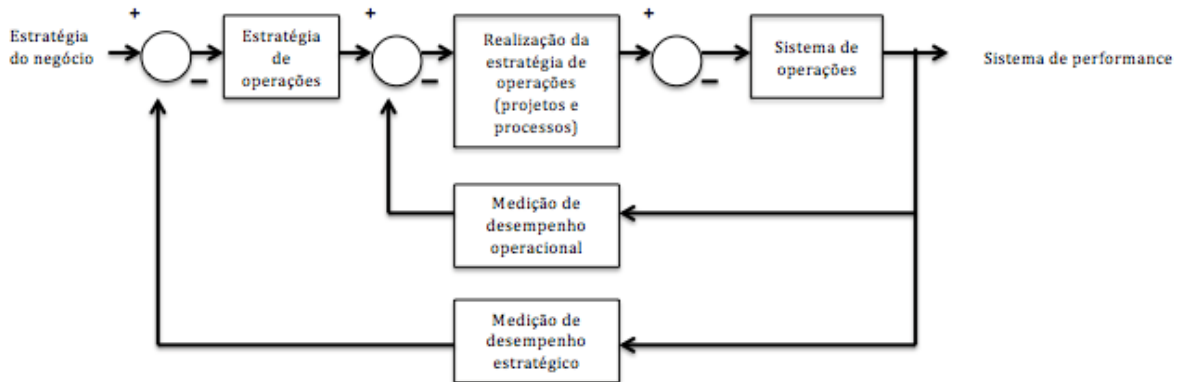 +
+
+
Estratégia
do negócio
Estratégia
de
operações
Realização da
estratégia de
operações
(projetos e
processos)
Sistema de
operações
Sistema de performance
−
−
−
Medição de
desempenho
operacional
Medição de
desempenho
estratégico